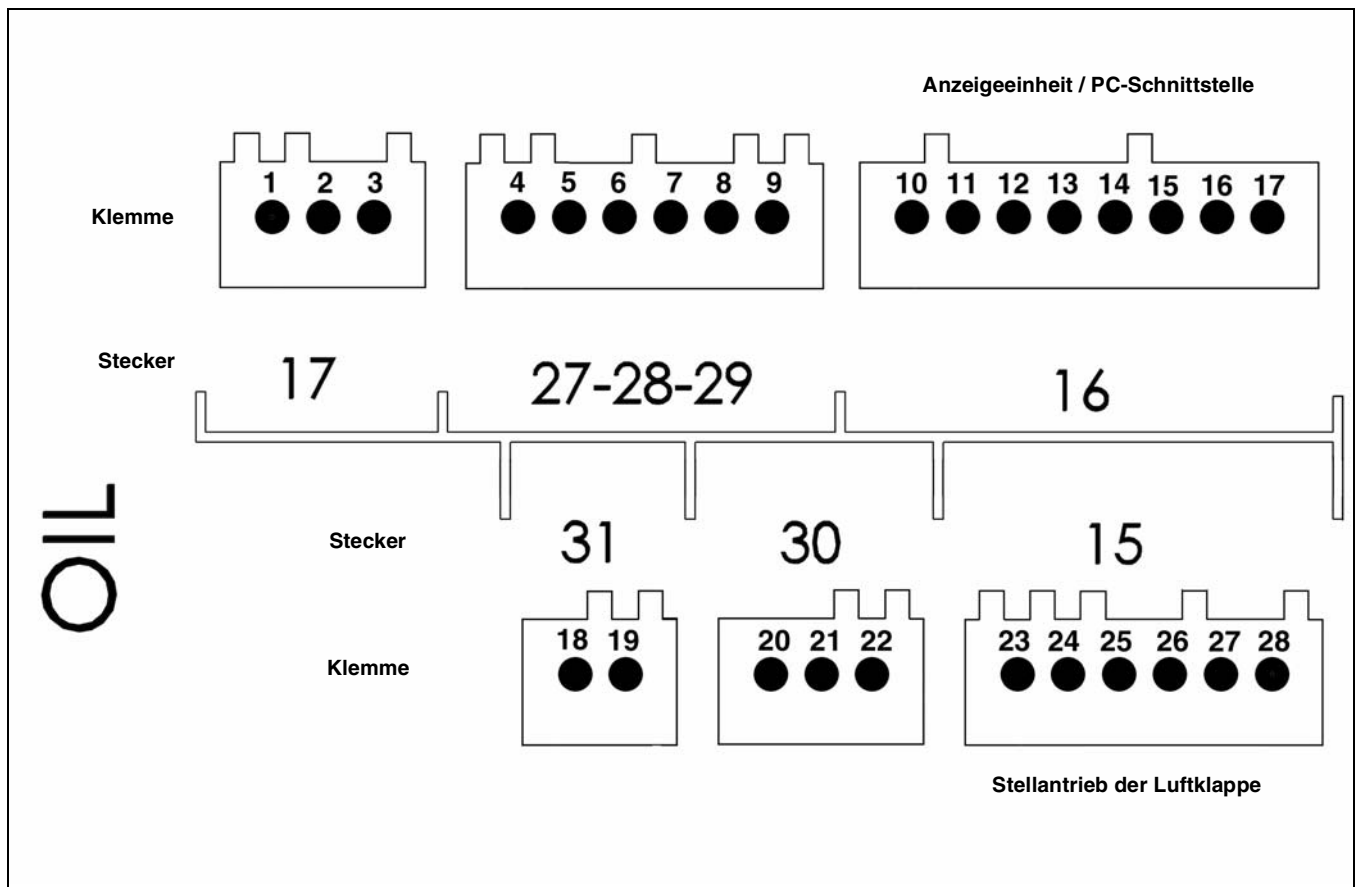 Anzeigeeinheit / PC-Schnittstelle
1 2 3 4 5 6 7 8 9 10 11 12 13 14 15 16 17
Klemme
Stecker 17 27-28-29 16
OIL
Stecker 31 30 15
18 19 20 21 22 23 24 25 26 27 28
Klemme
Stellantrieb der Luftklappe